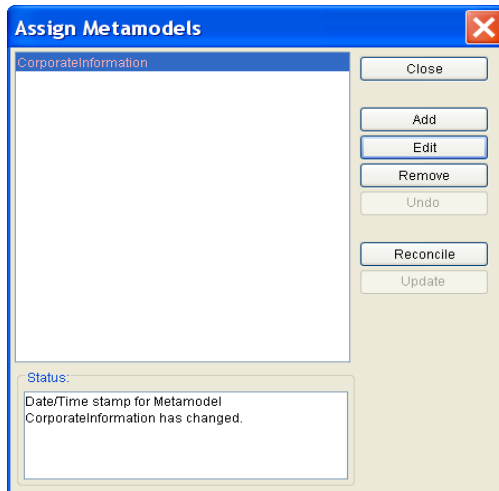 Assign Metamodels
CorporateInformation
Close
Add
Edit
Remove
Undo
Reconcile
Update
Status:
Date/Time stamp for Metamodel
CorporateInformation has changed.